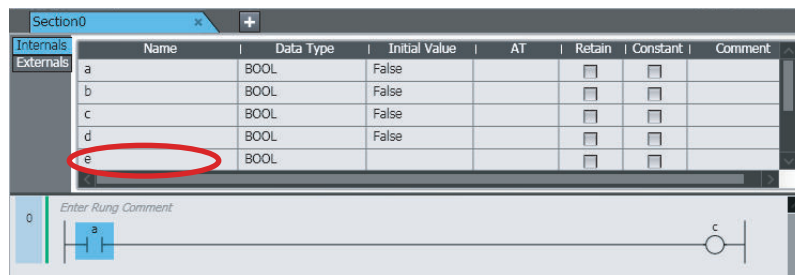 Section0 × +
Internals
Externals
Name Data Type Initial Value AT Retain Constant Comment
a BOOL False
b BOOL False
c BOOL False
d BOOL False
e BOOL
0 Enter Rung Comment
a c